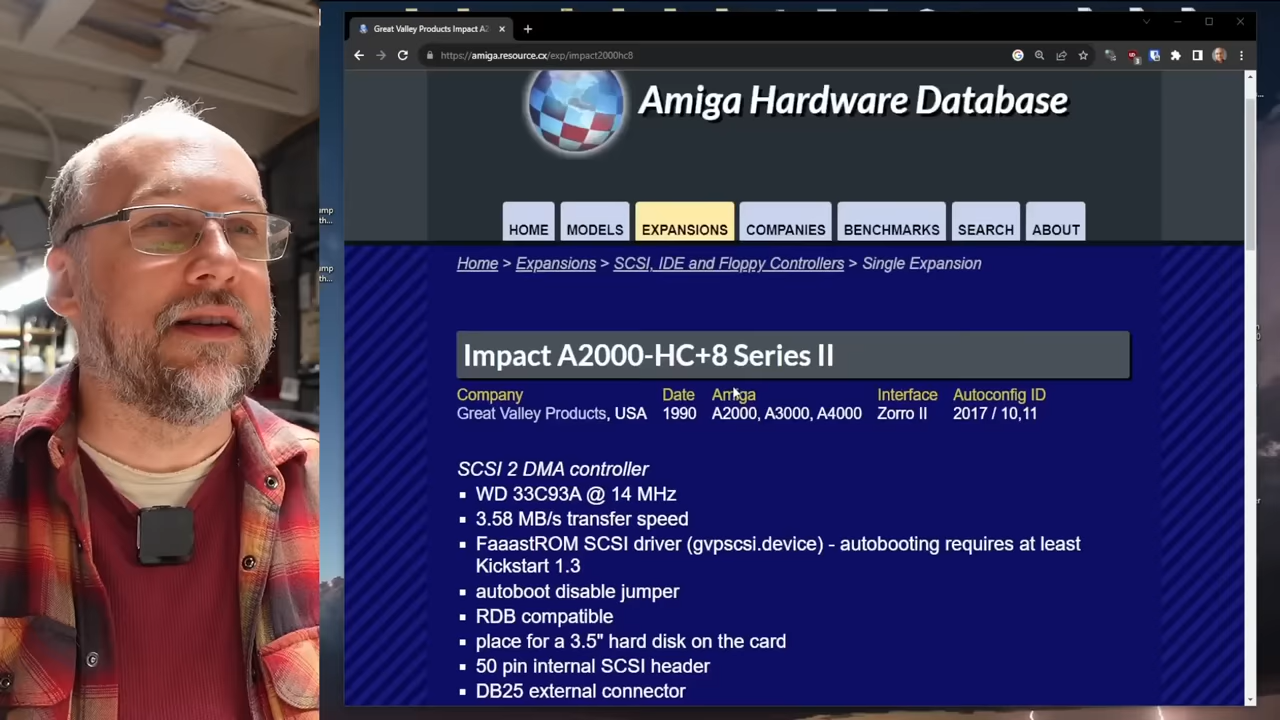 Great Valley Products Impact A2
https://amiga.resource.cx/exp/impact2000hc8
Amiga Hardware Database
HOME MODELS EXPANSIONS COMPANIES BENCHMARKS SEARCH ABOUT
Home > Expansions > SCSI, IDE and Floppy Controllers > Single Expansion
Impact A2000-HC+8 Series II
Company Date Amiga Interface Autoconfig ID
Great Valley Products, USA 1990 A2000, A3000, A4000 Zorro II 2017 / 10,11
SCSI 2 DMA controller
WD 33C93A @ 14 MHz
3.58 MB/s transfer speed
FaaastROM SCSI driver (gvpscsi.device) - autobooting requires at least
Kickstart 1.3
autoboot disable jumper
RDB compatible
place for a 3.5" hard disk on the card
50 pin internal SCSI header
DB25 external connector